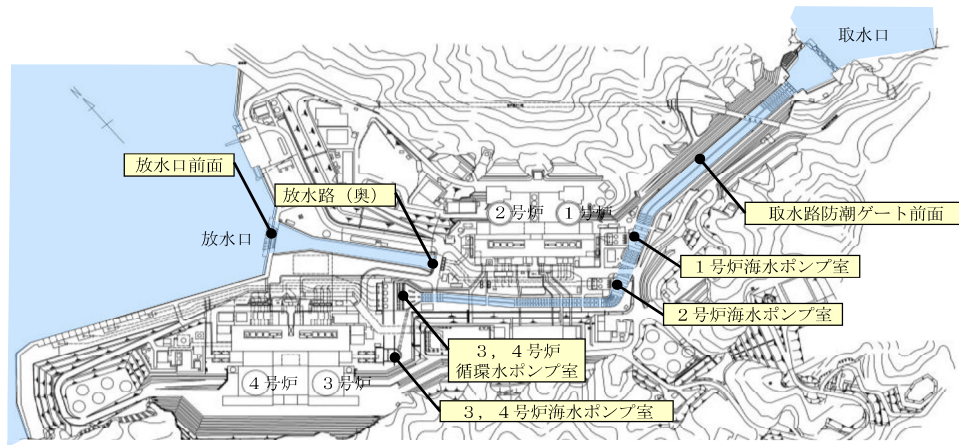 取水口
N
放水口前面
放水路（奥）
２号炉
１号炉
取水路防潮ゲート前面
放水口
１号炉海水ポンプ室
２号炉海水ポンプ室
３，４号炉
循環水ポンプ室
４号炉
３号炉
３，４号炉海水ポンプ室